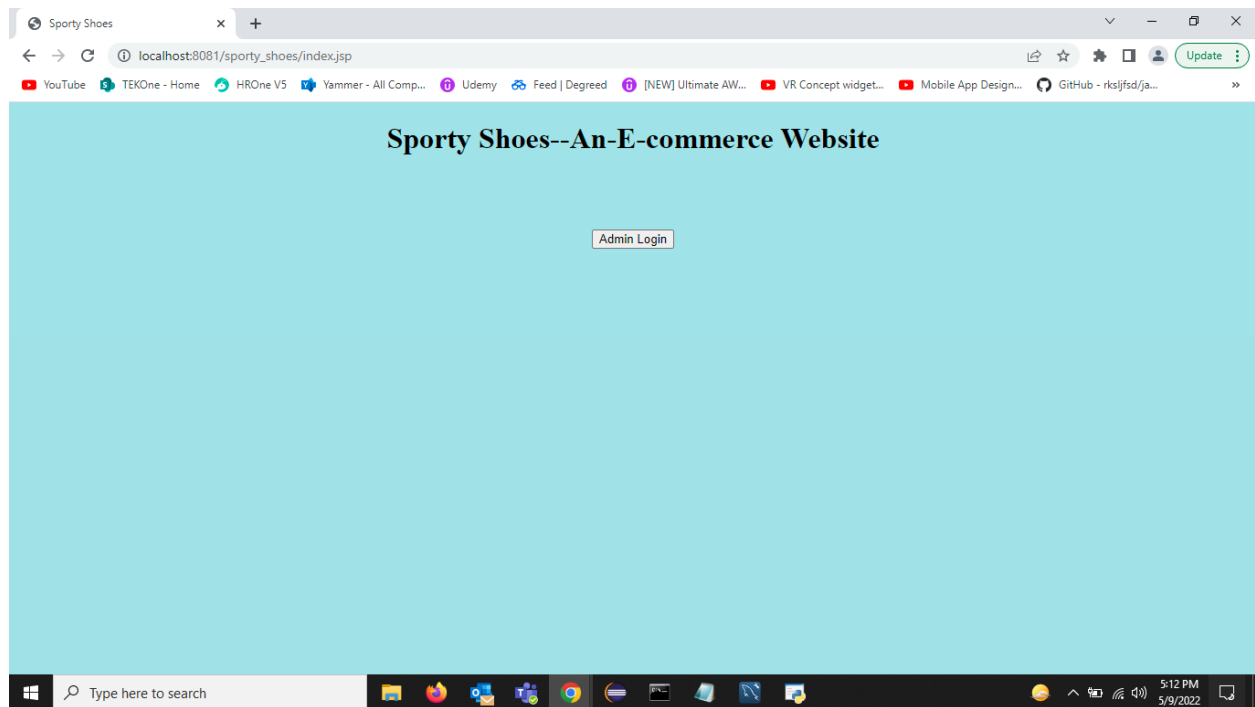 Sporty Shoes
localhost:8081/sporty_shoes/index.jsp
Update
YouTube TEKOne - Home HROne V5 Yammer - All Comp... Udemy Feed | Degreed [NEW] Ultimate AW... VR Concept widget... Mobile App Design... GitHub - rksljfsd/ja... »
Sporty Shoes--An-E-commerce Website
Admin Login
Type here to search
5:12 PM
5/9/2022